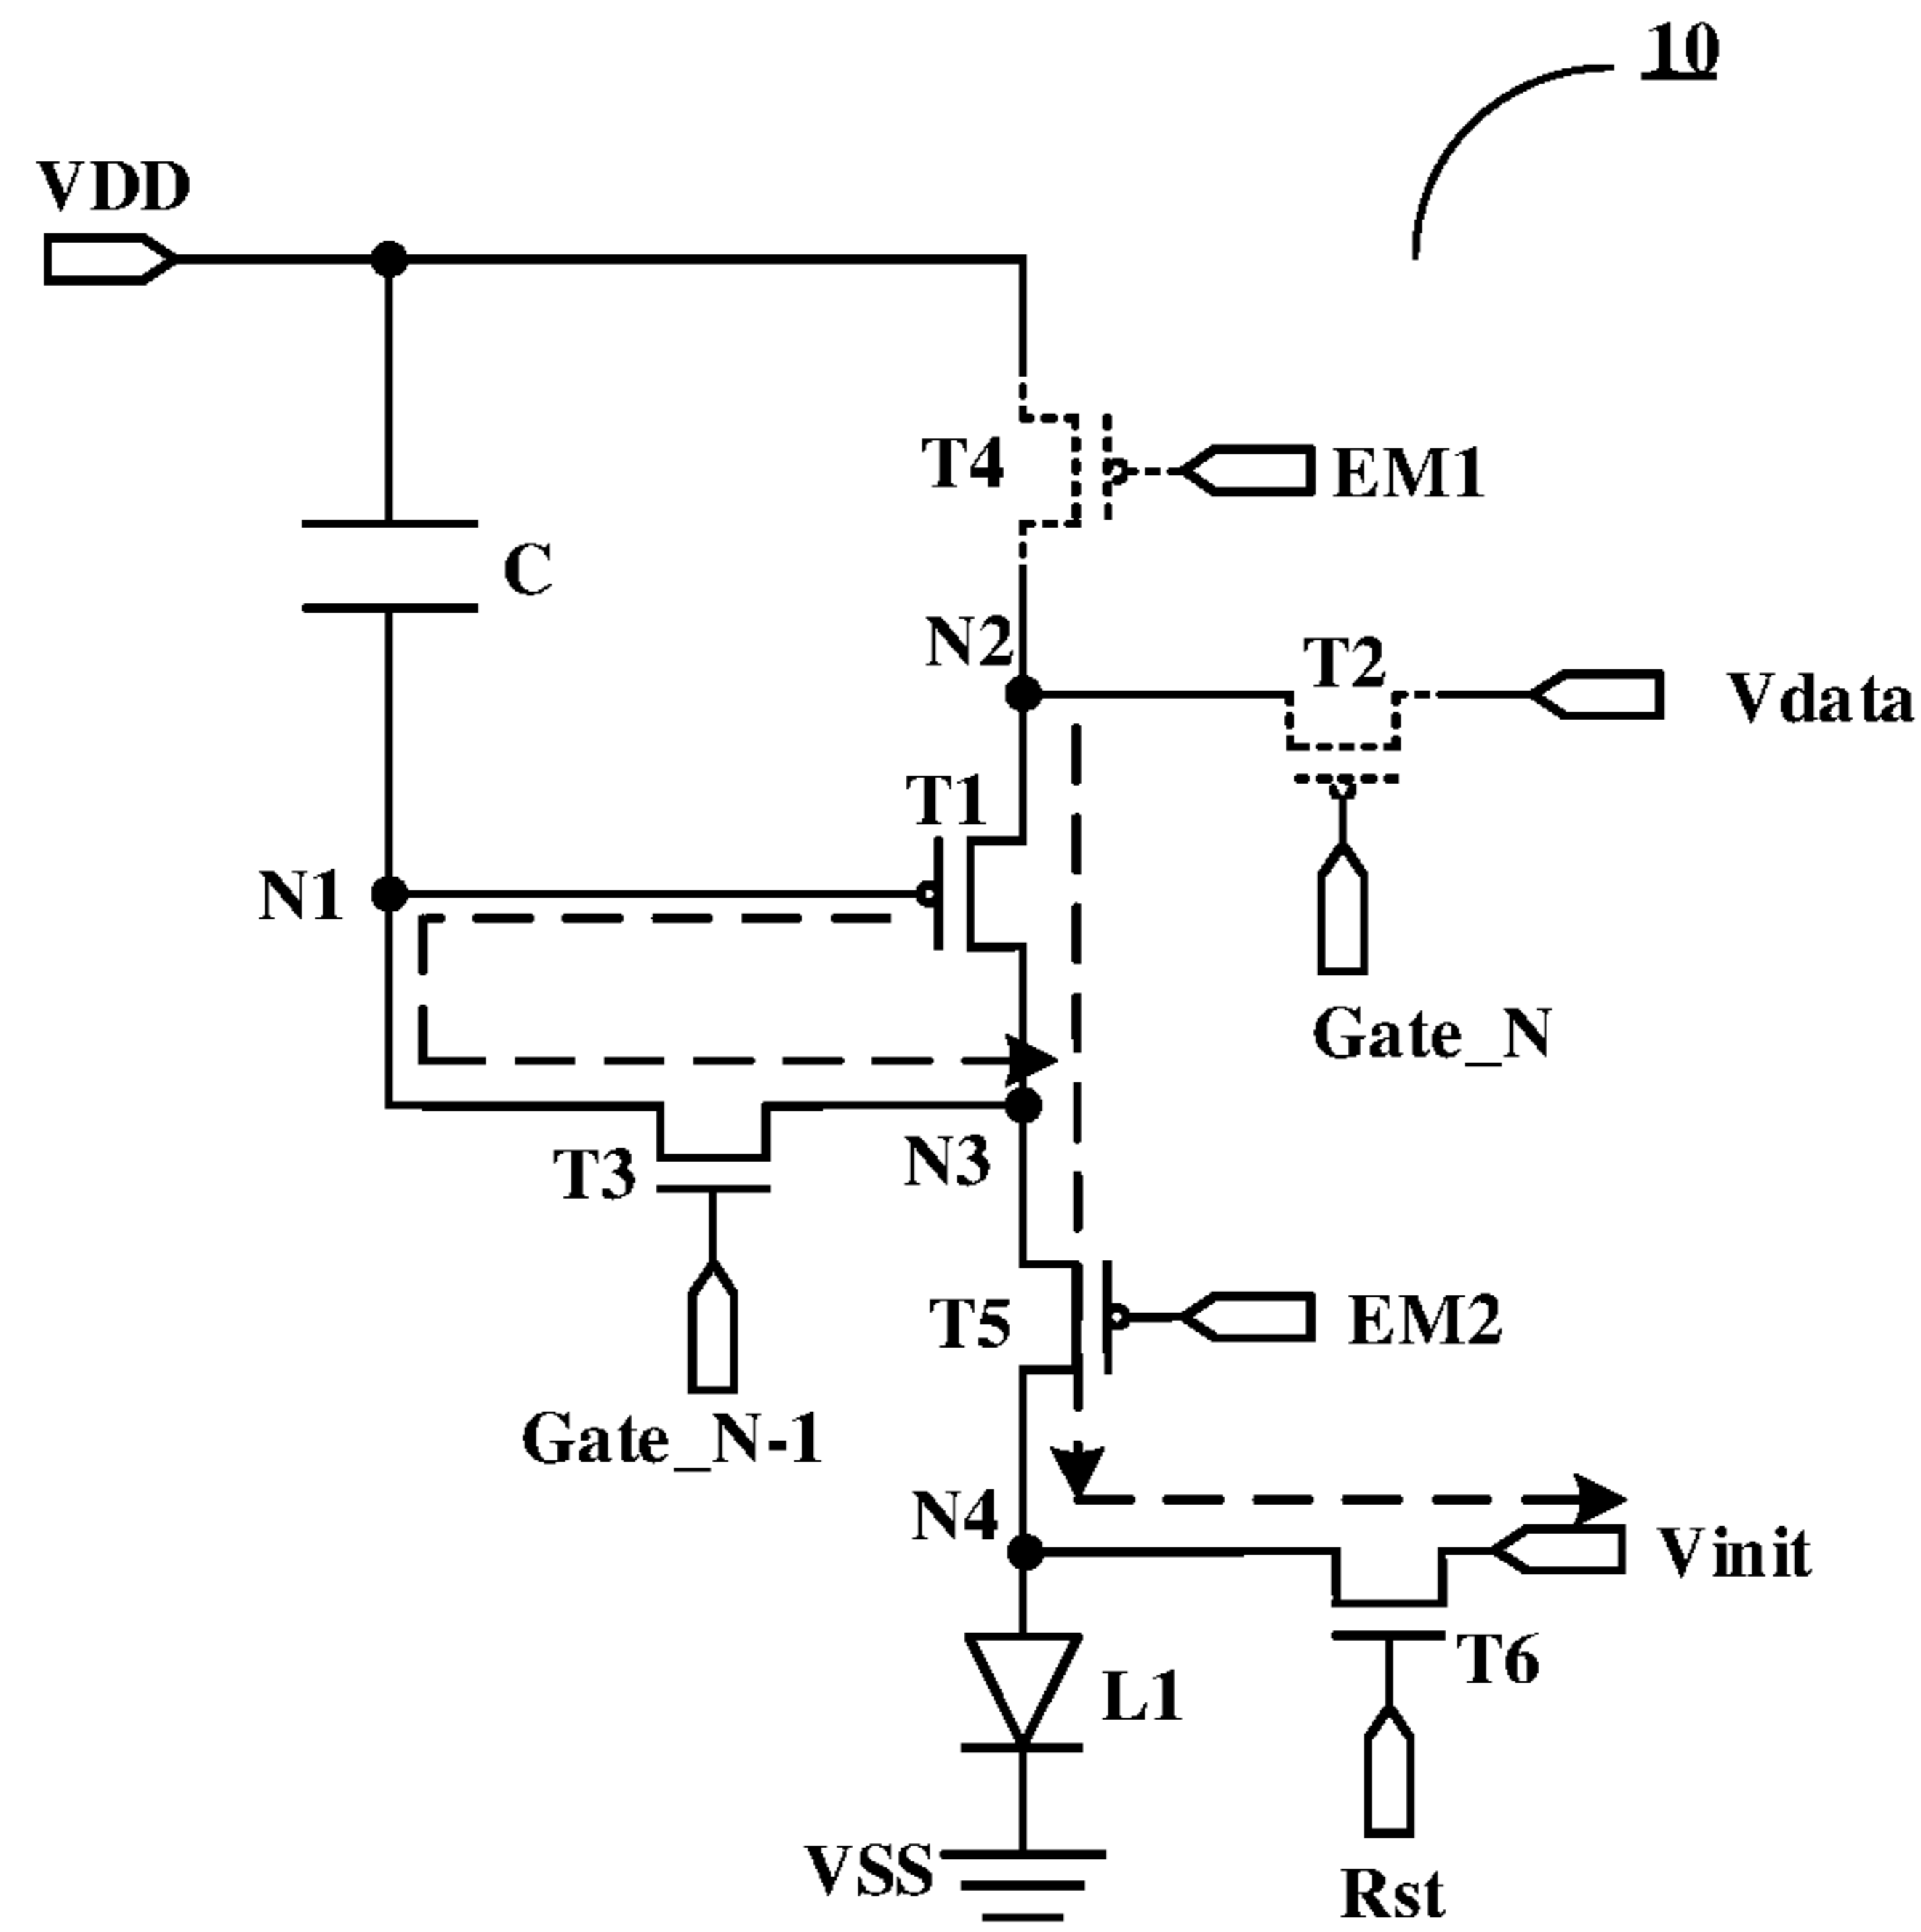 10
VDD
T4
EM1
C
N2
T2
Vdata
T1
N1
Gate_N
T3
N3
T5
EM2
Gate_N-1
N4
Vinit
T6
L1
VSS
Rst